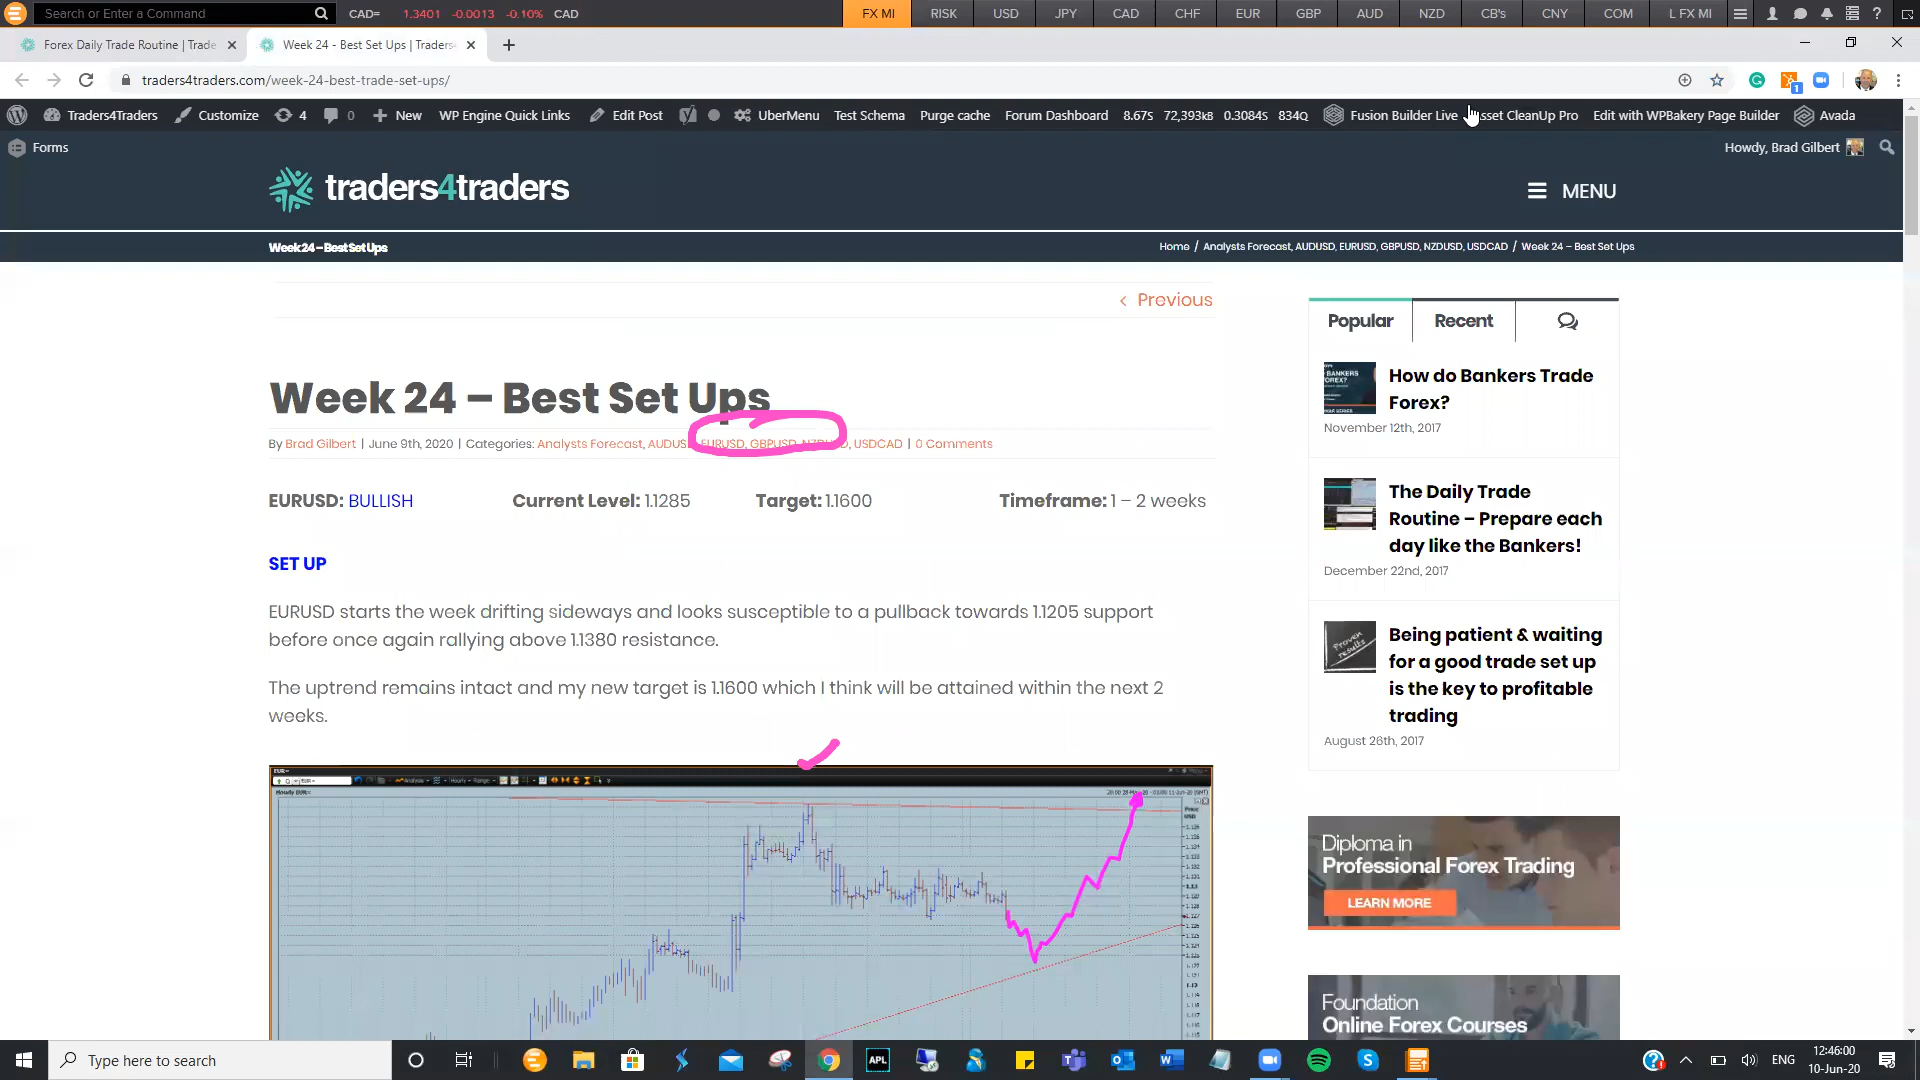 Search or Enter a Command CAD= 1.3401 -0.0013 -0.10% CAD FX MI RISK USD JPY CAD CHF EUR GBP AUD NZD CB's CNY COM L FX MI ?
Forex Daily Trade Routine | Trade Week 24 - Best Set Ups | Traders4
traders4traders.com/week-24-best-trade-set-ups/
Traders4Traders Customize 4 0 New WP Engine Quick Links Edit Post UberMenu Test Schema Purge cache Forum Dashboard 8.67s 72,393kB 0.3084s 834Q Fusion Builder Live Asset CleanUp Pro Edit with WPBakery Page Builder Avada
Forms Howdy, Brad Gilbert
traders4traders MENU
Week 24 – Best Set Ups Home / Analysts Forecast, AUDUSD, EURUSD, GBPUSD, NZDUSD, USDCAD / Week 24 – Best Set Ups
‹ Previous
Week 24 – Best Set Ups
By Brad Gilbert | June 9th, 2020 | Categories: Analysts Forecast, AUDUSD, EURUSD, GBPUSD, NZDUSD, USDCAD | 0 Comments
EURUSD: BULLISH Current Level: 1.1285 Target: 1.1600 Timeframe: 1 – 2 weeks
SET UP
EURUSD starts the week drifting sideways and looks susceptible to a pullback towards 1.1205 support
before once again rallying above 1.1380 resistance.
The uptrend remains intact and my new target is 1.1600 which I think will be attained within the next 2
weeks.
EUR=
Hourly EUR=
Popular Recent
How do Bankers Trade
Forex?
November 12th, 2017
The Daily Trade
Routine – Prepare each
day like the Bankers!
December 22nd, 2017
Proven
results
Being patient & waiting
for a good trade set up
is the key to profitable
trading
August 26th, 2017
Diploma in
Professional Forex Trading
LEARN MORE
Foundation
Online Forex Courses
Type here to search
APL
ENG
12:46:00
10-Jun-20